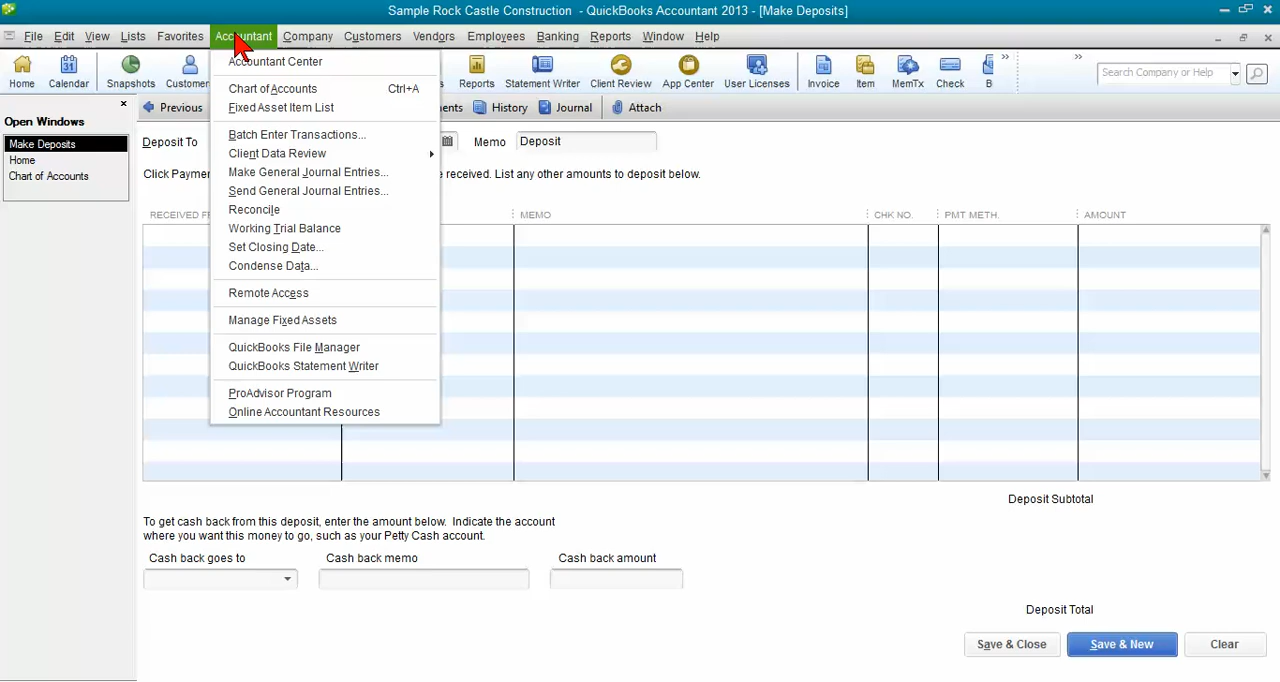 Sample Rock Castle Construction - QuickBooks Accountant 2013 - [Make Deposits]
File Edit View Lists Favorites Accountant Company Customers Vendors Employees Banking Reports Window Help
Home Calendar Snapshots Customer Reports Statement Writer Client Review App Center User Licenses Invoice Item MemTx Check B
31
Search Company or Help
Previous History Journal Attach
Open Windows
Make Deposits
Home
Chart of Accounts
Accountant Center
Chart of Accounts Ctrl+A
Fixed Asset Item List
Batch Enter Transactions...
Client Data Review
Make General Journal Entries...
Send General Journal Entries...
Reconcile
Working Trial Balance
Set Closing Date...
Condense Data...
Remote Access
Manage Fixed Assets
QuickBooks File Manager
QuickBooks Statement Writer
ProAdvisor Program
Online Accountant Resources
Deposit To Memo Deposit
Click received. List any other amounts to deposit below.
RECEIVED MEMO CHK NO. PMT METH. AMOUNT
Deposit Subtotal
To get cash back from this deposit, enter the amount below. Indicate the account
where you want this money to go, such as your Petty Cash account.
Cash back goes to Cash back memo Cash back amount
Deposit Total
Save & Close Save & New Clear